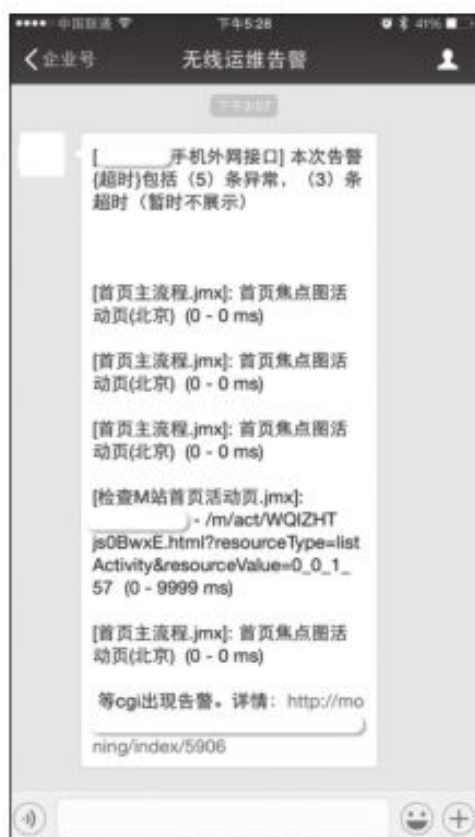 中国联通 下午5:28 41%
企业号 无线运维告警
下午3:07
[ 手机外网接口] 本次告警
{超时}包括（5）条异常，（3）条
超时（暂时不展示）
[首页主流程.jmx]: 首页焦点图活
动页(北京) (0 - 0 ms)
[首页主流程.jmx]: 首页焦点图活
动页(北京) (0 - 0 ms)
[首页主流程.jmx]: 首页焦点图活
动页(北京) (0 - 0 ms)
[检查M站首页活动页.jmx]:
- /m/act/WQIZHT
js0BwxE.html?resourceType=list
Activity&resourceValue=0_0_1_
57 (0 - 9999 ms)
[首页主流程.jmx]: 首页焦点图活
动页(北京) (0 - 0 ms)
等cgi出现告警。详情：http://mo
ning/index/5906